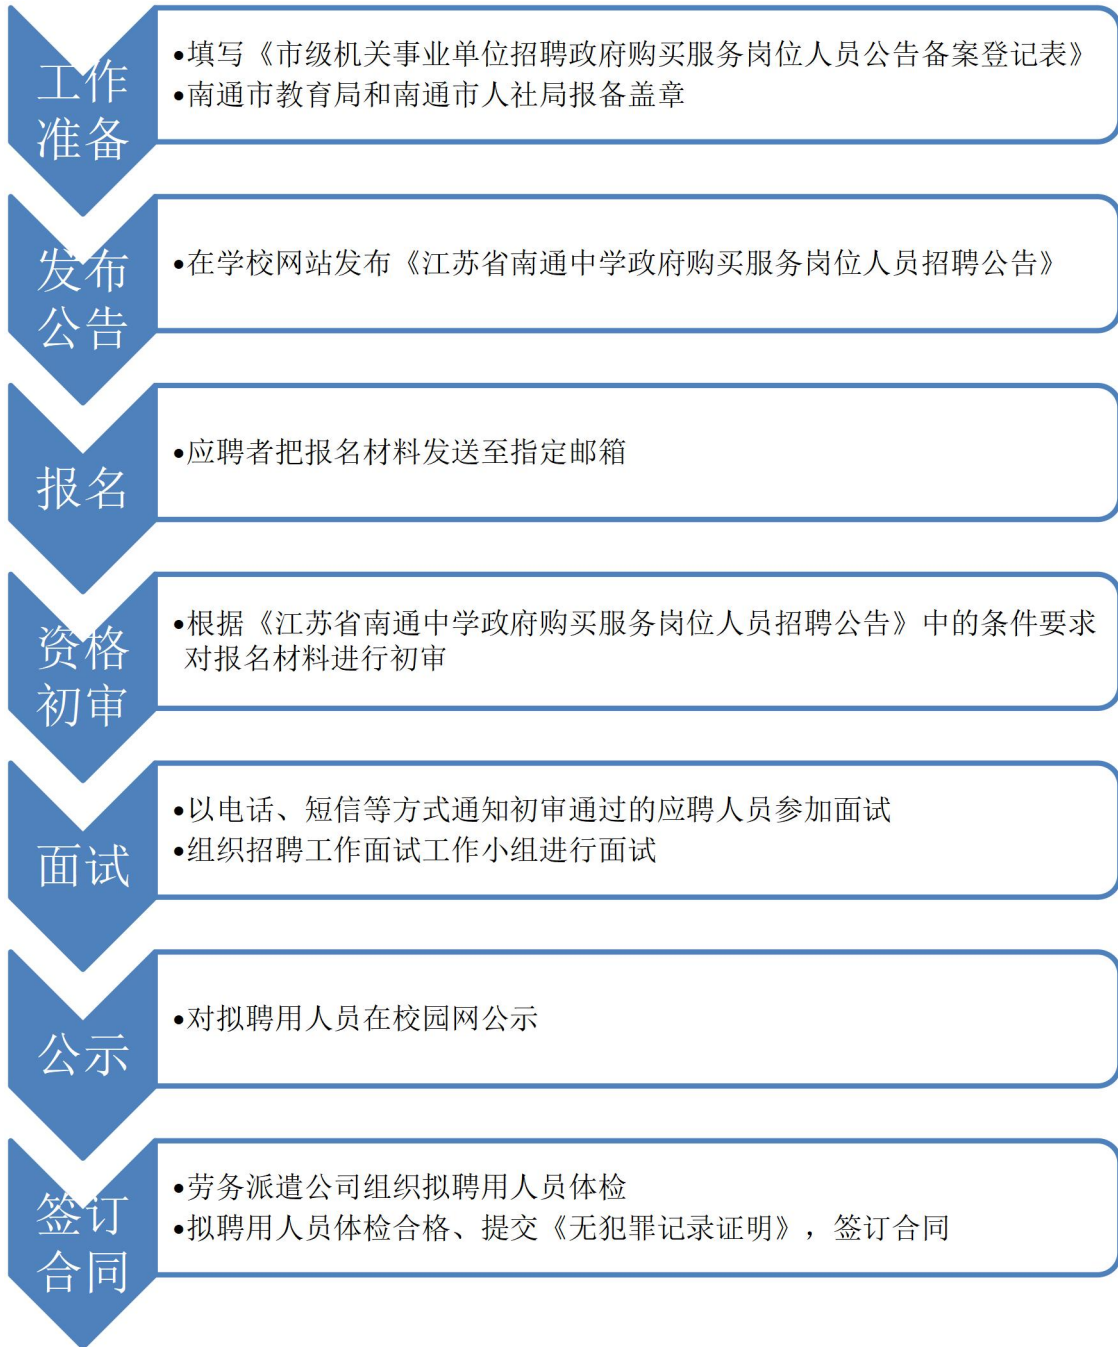 工作
准备
•填写《市级机关事业单位招聘政府购买服务岗位人员公告备案登记表》
•南通市教育局和南通市人社局报备盖章
发布
公告
•在学校网站发布《江苏省南通中学政府购买服务岗位人员招聘公告》
报名
•应聘者把报名材料发送至指定邮箱
资格
初审
•根据《江苏省南通中学政府购买服务岗位人员招聘公告》中的条件要求
对报名材料进行初审
面试
•以电话、短信等方式通知初审通过的应聘人员参加面试
•组织招聘工作面试工作小组进行面试
公示
•对拟聘用人员在校园网公示
签订
合同
•劳务派遣公司组织拟聘用人员体检
•拟聘用人员体检合格、提交《无犯罪记录证明》，签订合同